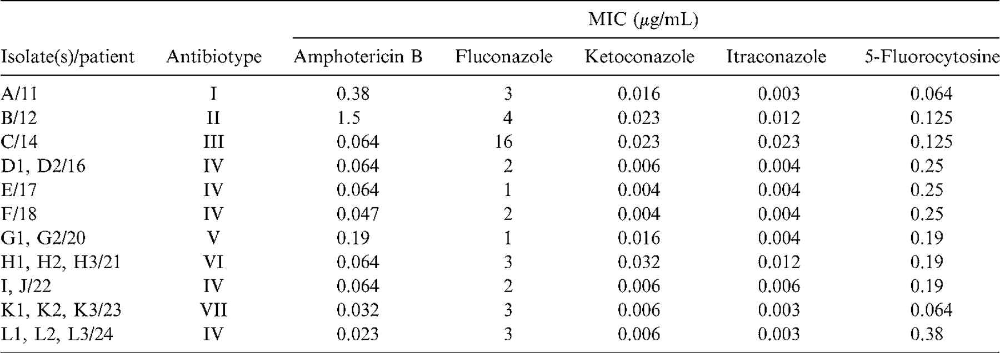 MIC (μg/mL)
Isolate(s)/patient Antibiotype Amphotericin B Fluconazole Ketoconazole Itraconazole 5-Fluorocytosine
A/11 I 0.38 3 0.016 0.003 0.064
B/12 II 1.5 4 0.023 0.012 0.125
C/14 III 0.064 16 0.023 0.023 0.125
D1, D2/16 IV 0.064 2 0.006 0.004 0.25
E/17 IV 0.064 1 0.004 0.004 0.25
F/18 IV 0.047 2 0.004 0.004 0.25
G1, G2/20 V 0.19 1 0.016 0.004 0.19
H1, H2, H3/21 VI 0.064 3 0.032 0.012 0.19
I, J/22 IV 0.064 2 0.006 0.006 0.19
K1, K2, K3/23 VII 0.032 3 0.006 0.003 0.064
L1, L2, L3/24 IV 0.023 3 0.006 0.003 0.38